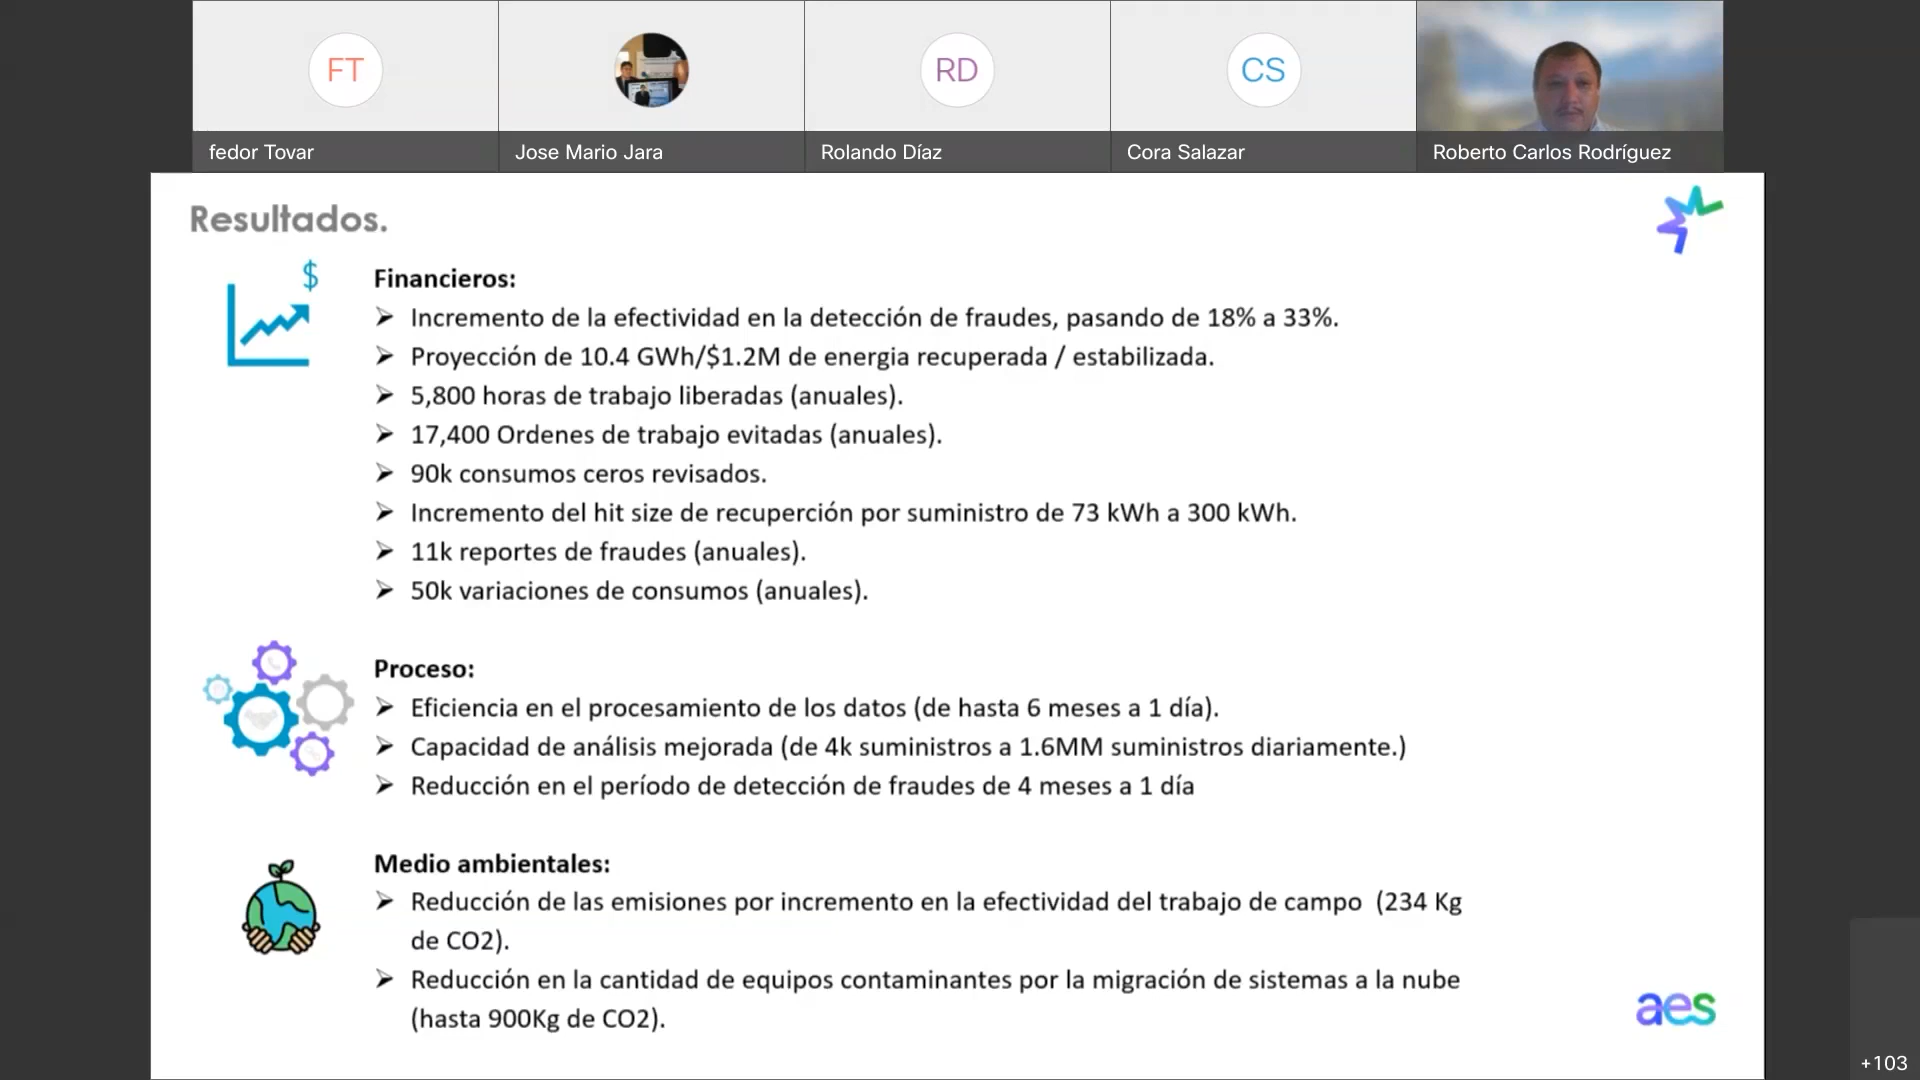 FT
RD
CS
fedor Tovar
Jose Mario Jara
Rolando Díaz
Cora Salazar
Roberto Carlos Rodríguez
Resultados.
$
Financieros:
➢ Incremento de la efectividad en la detección de fraudes, pasando de 18% a 33%.
➢ Proyección de 10.4 GWh/$1.2M de energia recuperada / estabilizada.
➢ 5,800 horas de trabajo liberadas (anuales).
➢ 17,400 Ordenes de trabajo evitadas (anuales).
➢ 90k consumos ceros revisados.
➢ Incremento del hit size de recuperción por suministro de 73 kWh a 300 kWh.
➢ 11k reportes de fraudes (anuales).
➢ 50k variaciones de consumos (anuales).
Proceso:
➢ Eficiencia en el procesamiento de los datos (de hasta 6 meses a 1 día).
➢ Capacidad de análisis mejorada (de 4k suministros a 1.6MM suministros diariamente.)
➢ Reducción en el período de detección de fraudes de 4 meses a 1 día
Medio ambientales:
➢ Reducción de las emisiones por incremento en la efectividad del trabajo de campo (234 Kg
de CO2).
➢ Reducción en la cantidad de equipos contaminantes por la migración de sistemas a la nube
(hasta 900Kg de CO2).
aes
+103